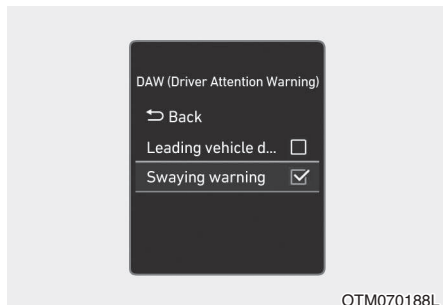 DAW (Driver Attention Warning)
Back
Leading vehicle d...
Swaying warning
OTM070188L